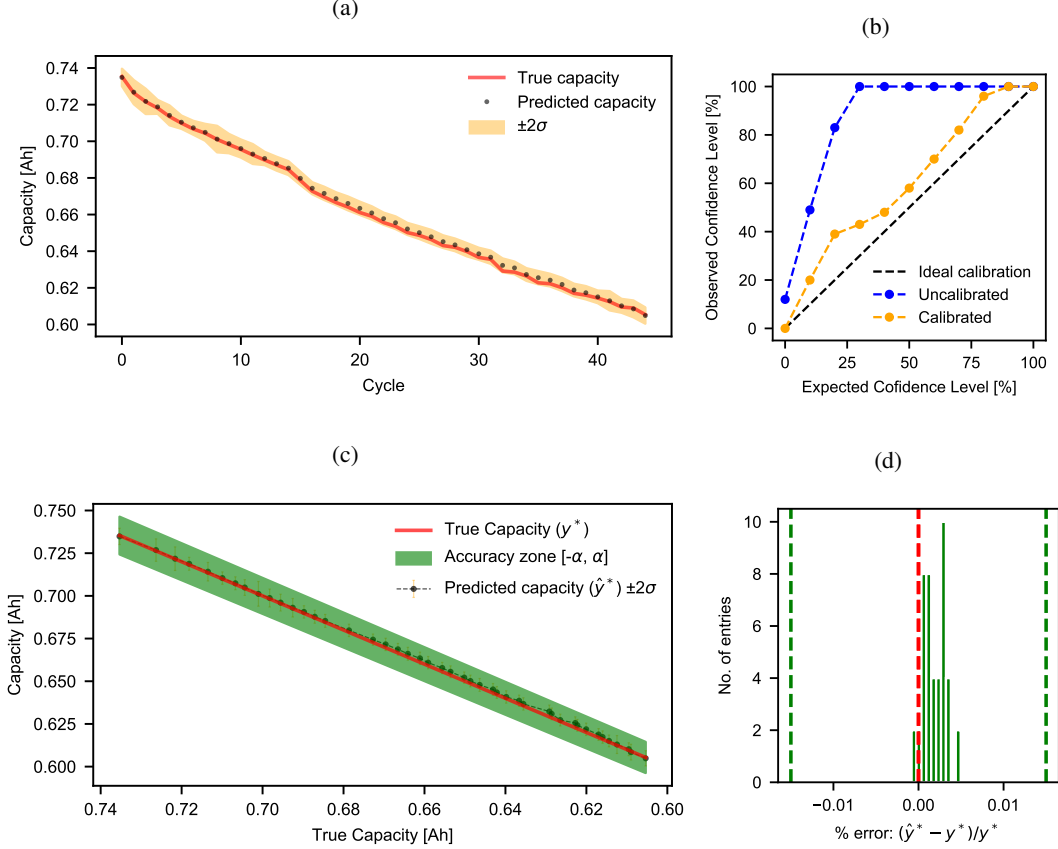 (a)
0.74
0.72
0.70
0.68
0.66
0.64
0.62
0.60
Capacity [Ah]
True capacity
Predicted capacity
±2σ
0 10 20 30 40
Cycle
(b)
100
80
60
40
20
0
Observed Confidence Level [%]
Ideal calibration
Uncalibrated
Calibrated
0 25 50 75 100
Expected Cofidence Level [%]
(c)
0.750
0.725
0.700
0.675
0.650
0.625
0.600
Capacity [Ah]
True Capacity (y*)
Accuracy zone [-α, α]
Predicted capacity (ŷ*) ±2σ
0.74 0.72 0.70 0.68 0.66 0.64 0.62 0.60
True Capacity [Ah]
(d)
10
8
6
4
2
0
No. of entries
−0.01 0.00 0.01
% error: (ŷ* − y*)/y*